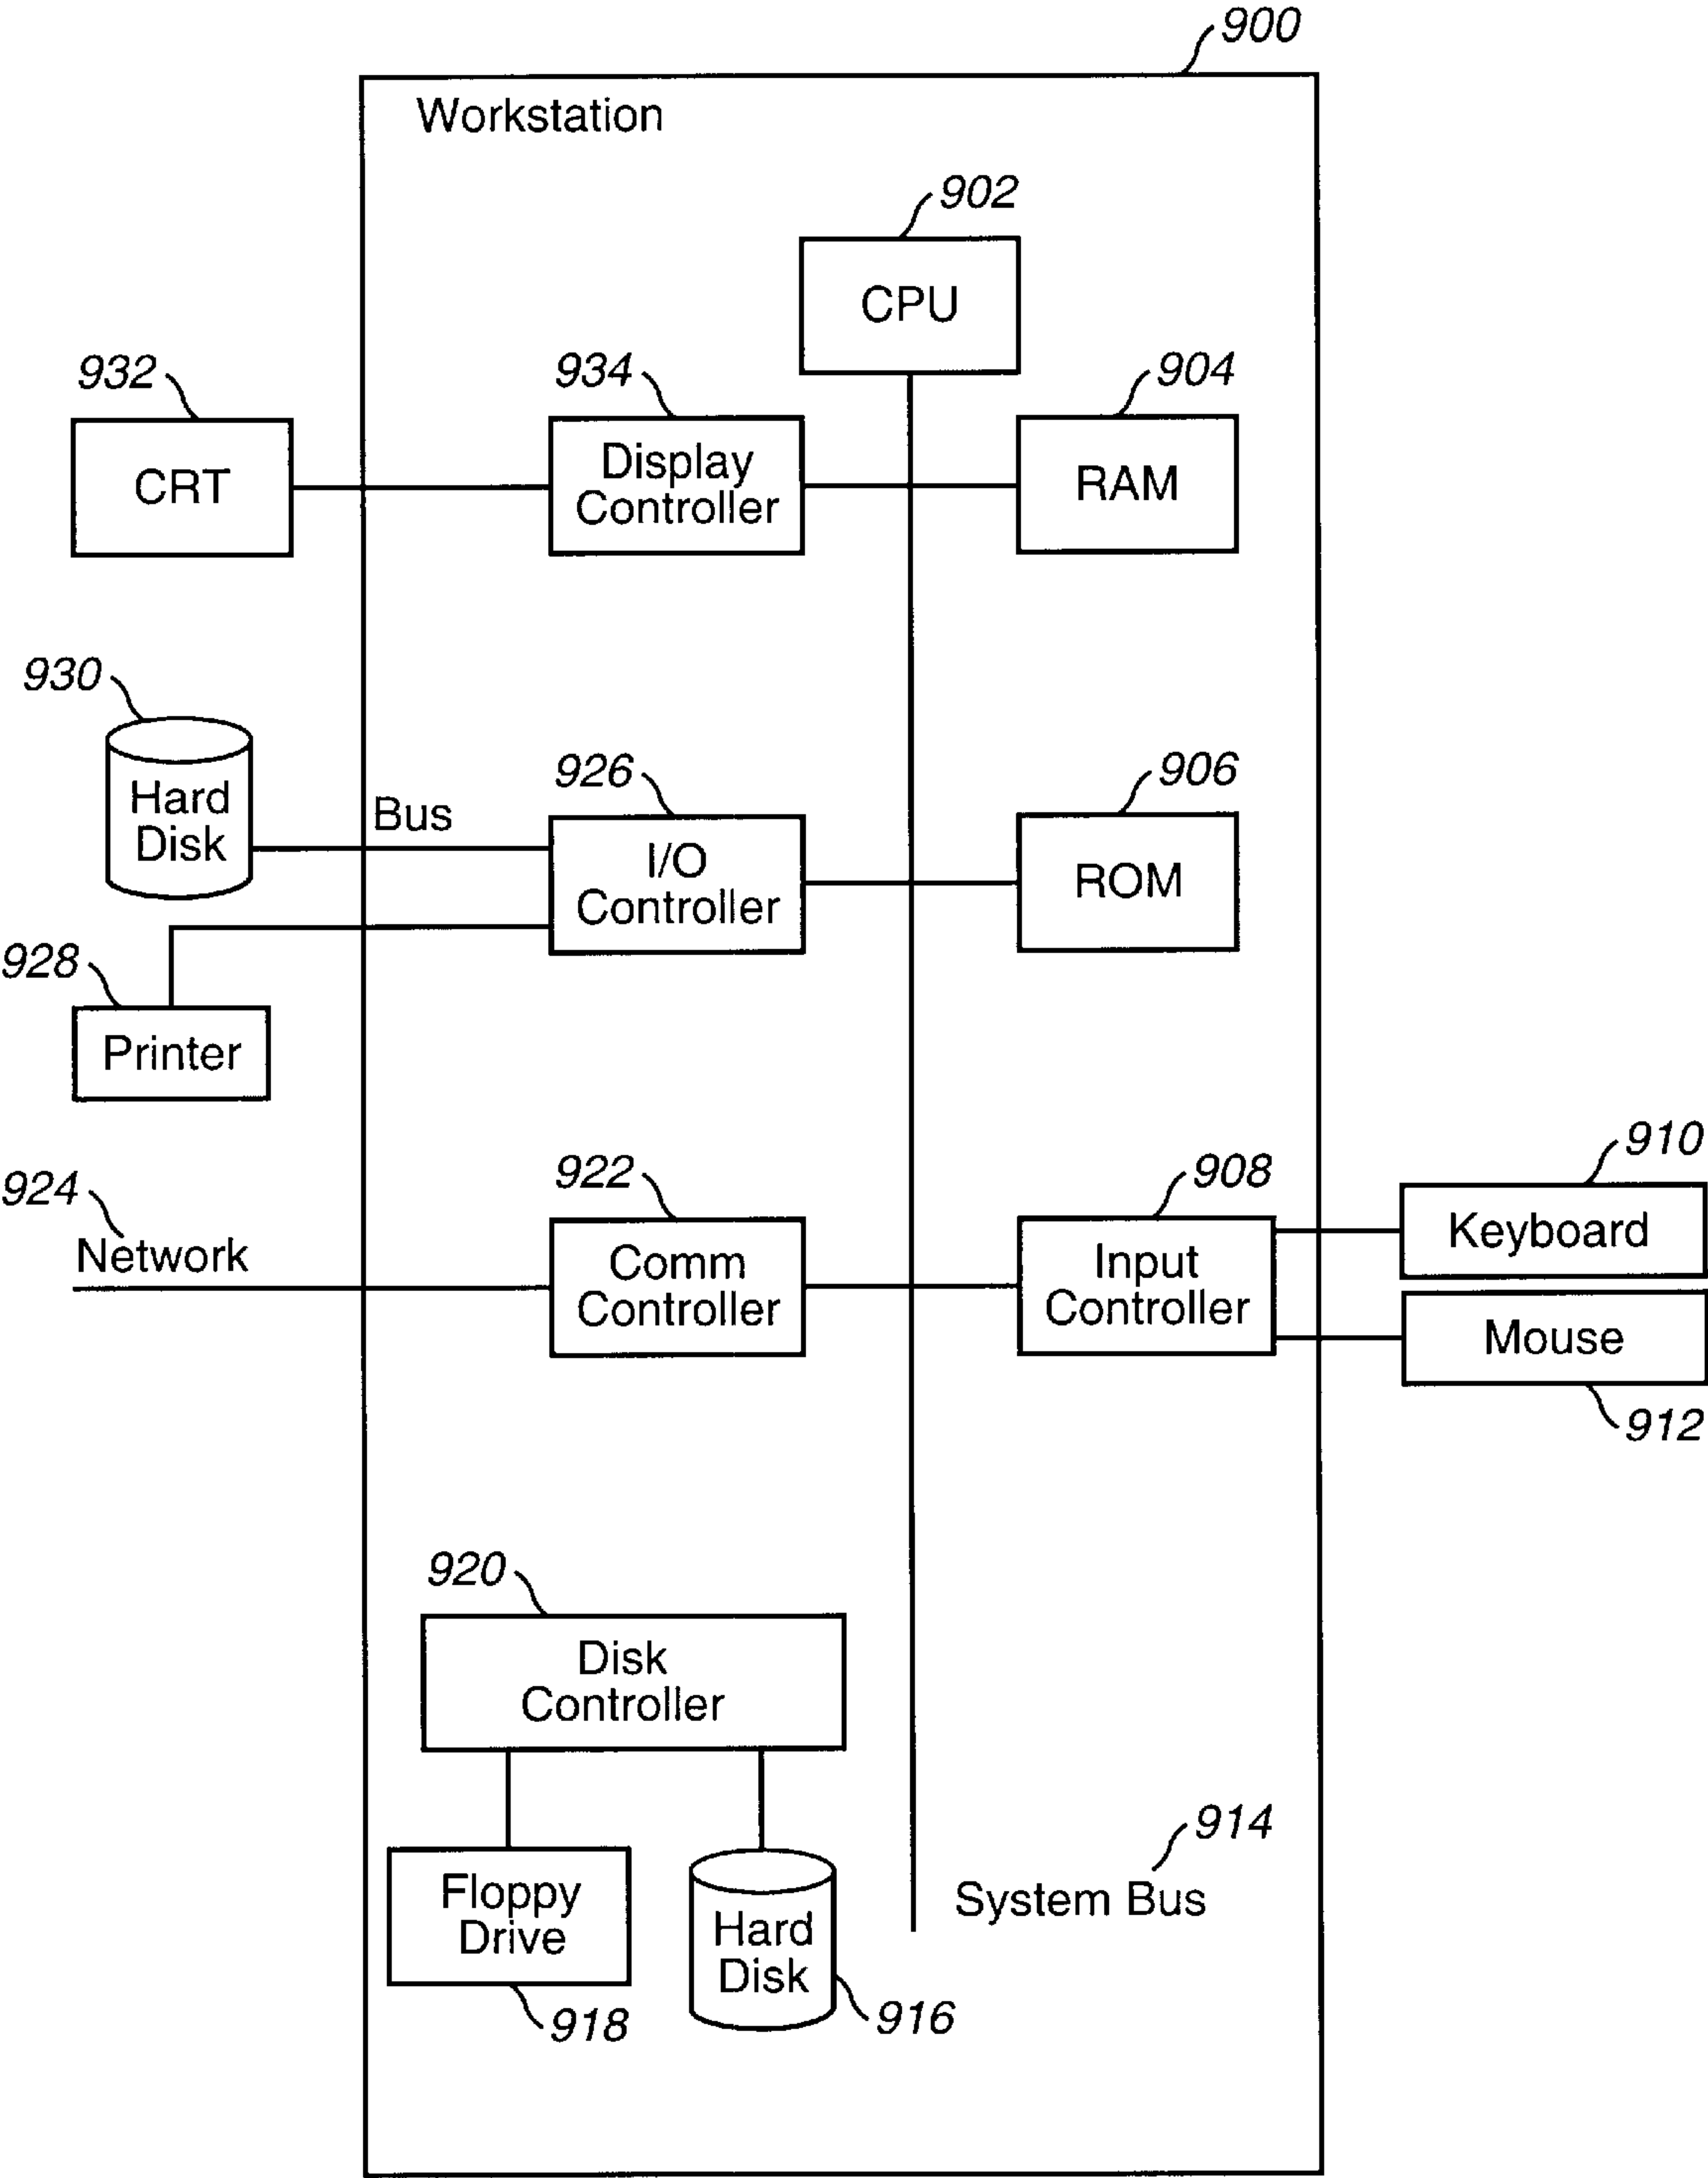 900
Workstation
902
CPU
932
934
904
CRT
Display
Controller
RAM
930
926
906
Hard
Disk
Bus
I/O
Controller
ROM
928
Printer
910
924
922
908
Network
Comm
Controller
Input
Controller
Keyboard
Mouse
912
920
Disk
Controller
914
System Bus
Floppy
Drive
Hard
Disk
918
916